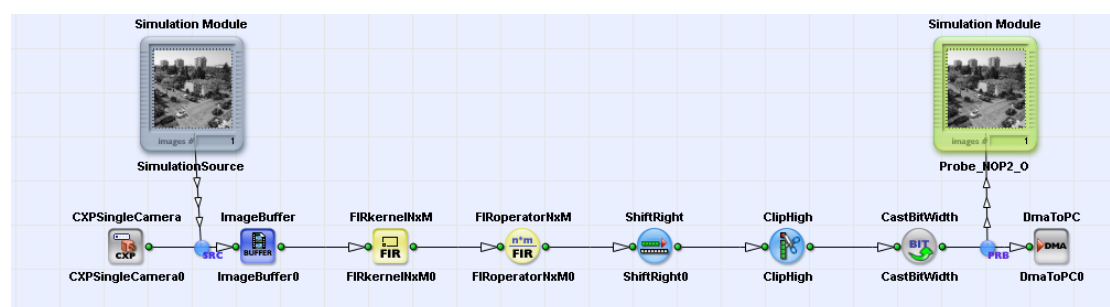 Simulation Module
images # 1
SimulationSource
Simulation Module
images # 1
Probe_NOP2_O
CXPSingleCamera
CXP
CXPSingleCamera0
SRC
ImageBuffer
BUFFER
ImageBuffer0
FIRkernelNxM
FIR
FIRkernelNxM0
FIRoperatorNxM
n*m
FIR
FIRoperatorNxM0
ShiftRight
ShiftRight0
ClipHigh
ClipHigh
CastBitWidth
BIT
CastBitWidth
PRB
DmaToPC
DMA
DmaToPC0